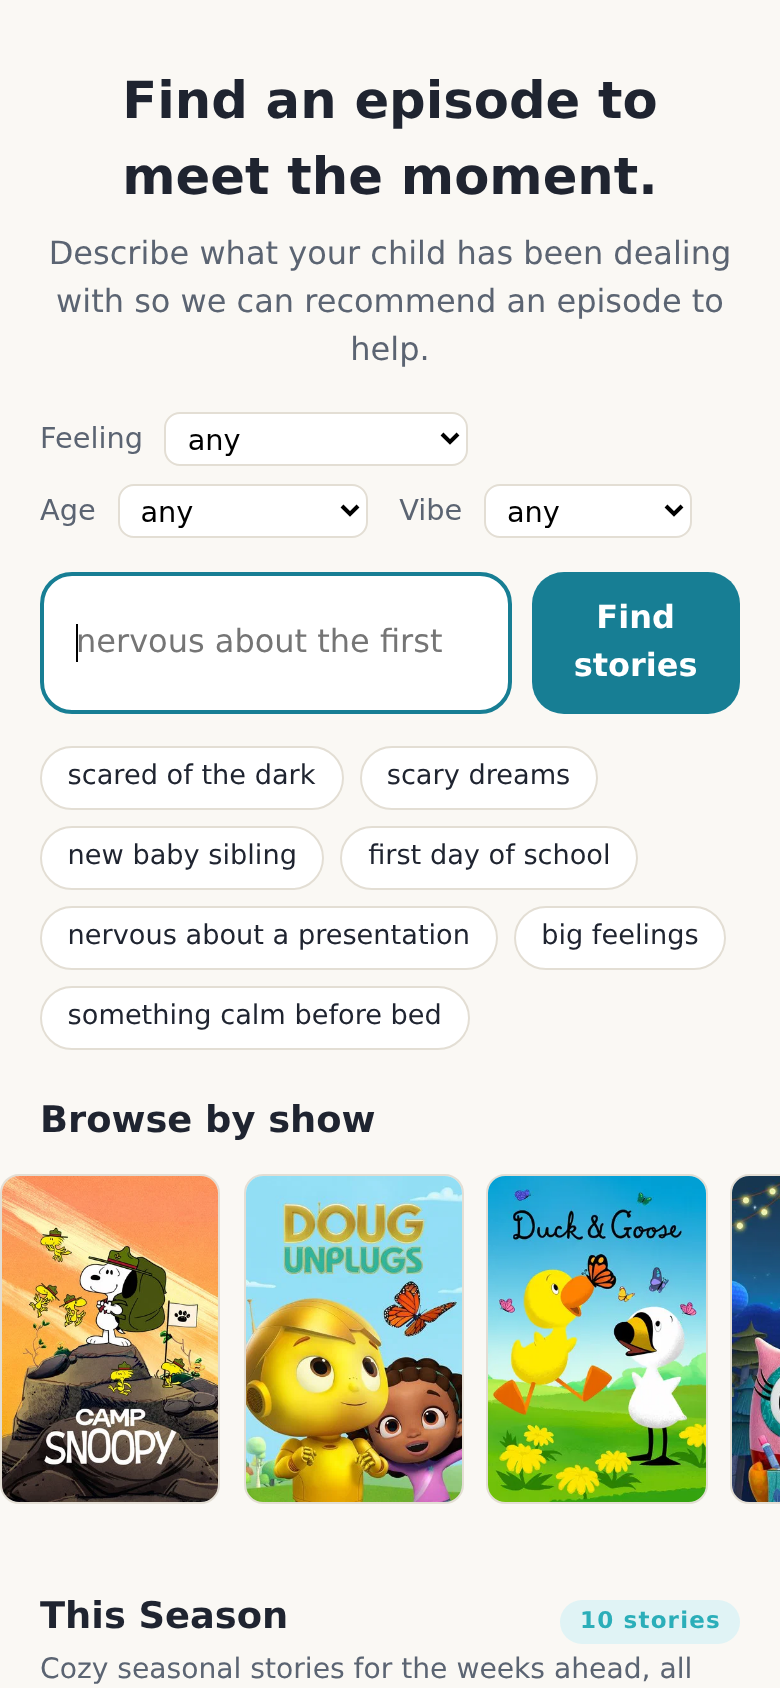 Find an episode to
meet the moment.
Describe what your child has been dealing
with so we can recommend an episode to
help.
Feeling any
Age any Vibe any
nervous about the first
Find
stories
scared of the dark
scary dreams
new baby sibling
first day of school
nervous about a presentation
big feelings
something calm before bed
Browse by show
CAMP
SNOOPY
DOUG
UNPLUGS
Duck & Goose
This Season
10 stories
Cozy seasonal stories for the weeks ahead, all